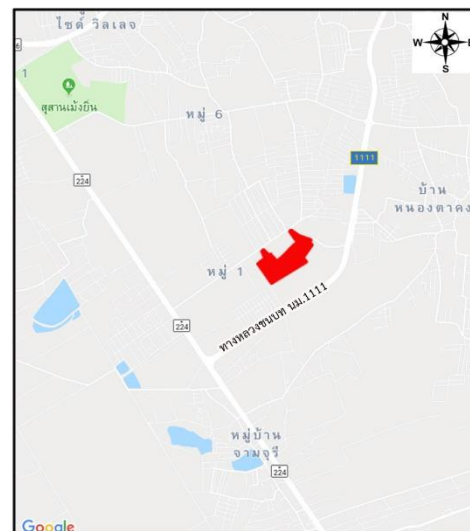 N
W
E
S
ไซด์ วิลเลจ
1
สุสานเม้งยิ้น
หมู่ 6
224
1111
บ้าน
หนองตาคง
หมู่ 1
ทางหลวงชนบท นม.1111
224
หมู่บ้าน
จามจุรี
224
Google